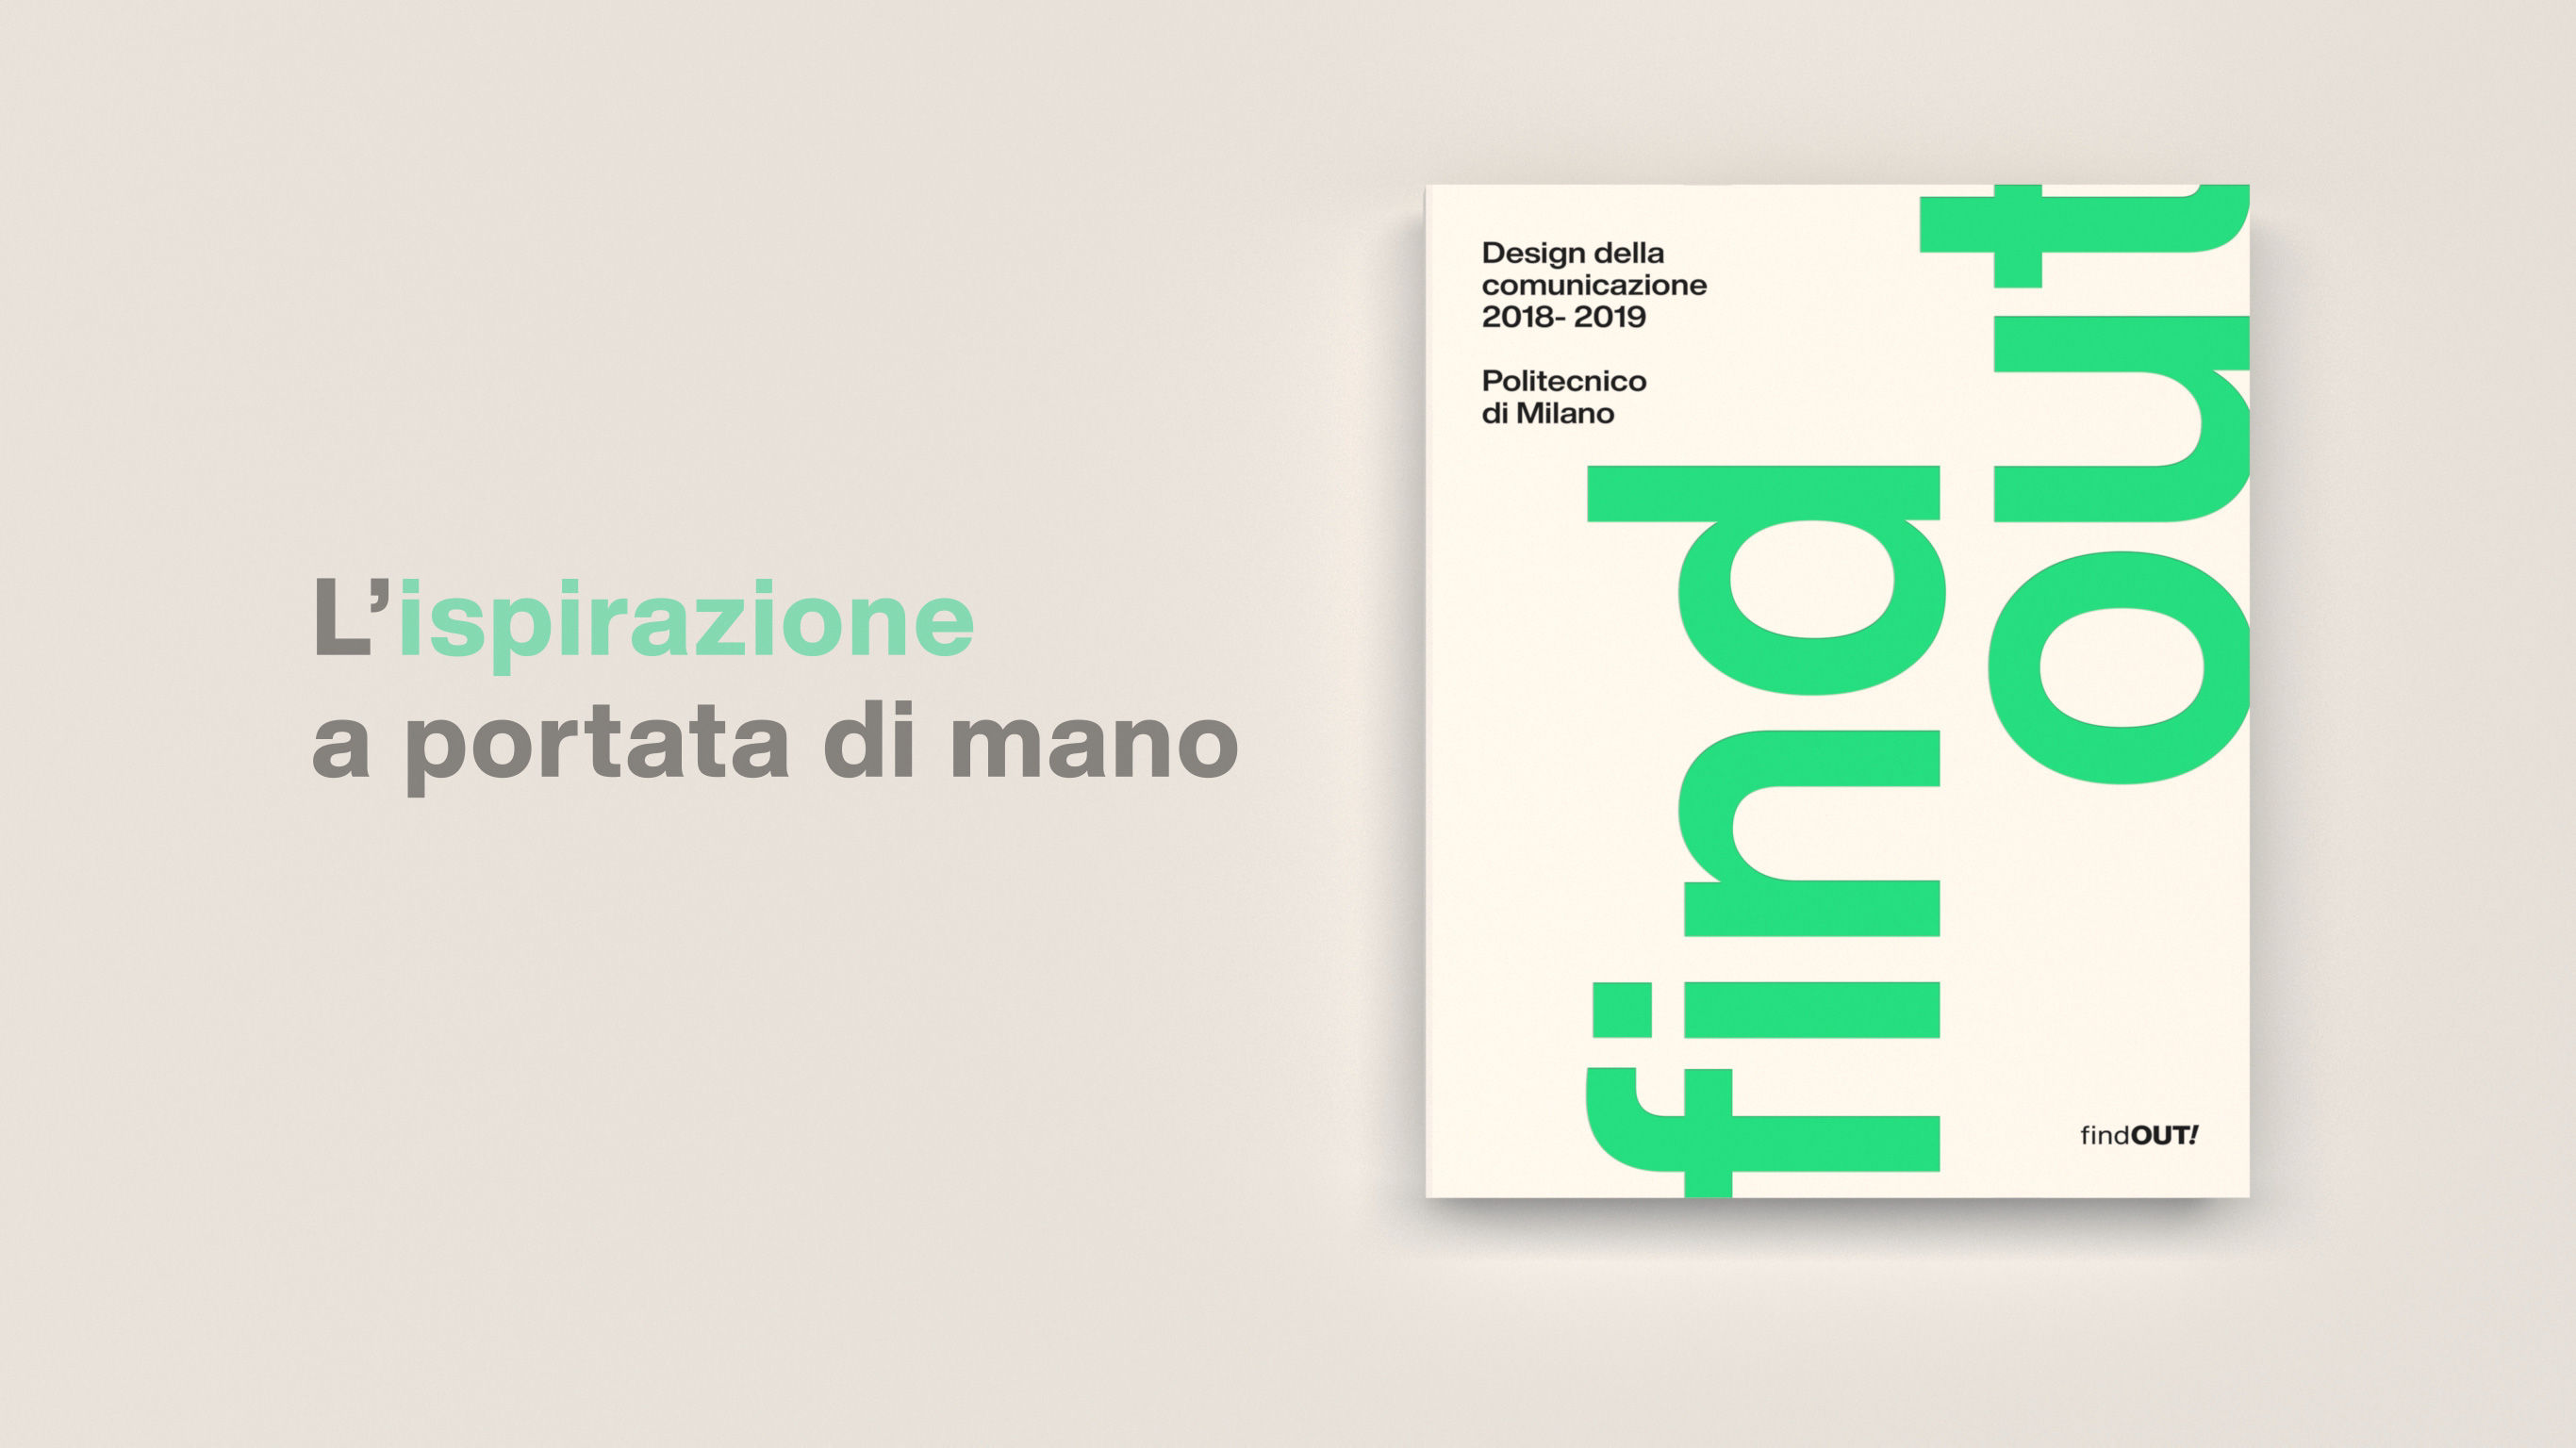 L’ispirazione
a portata di mano
Design della
comunicazione
2018- 2019
Politecnico
di Milano
find
out
findOUT!